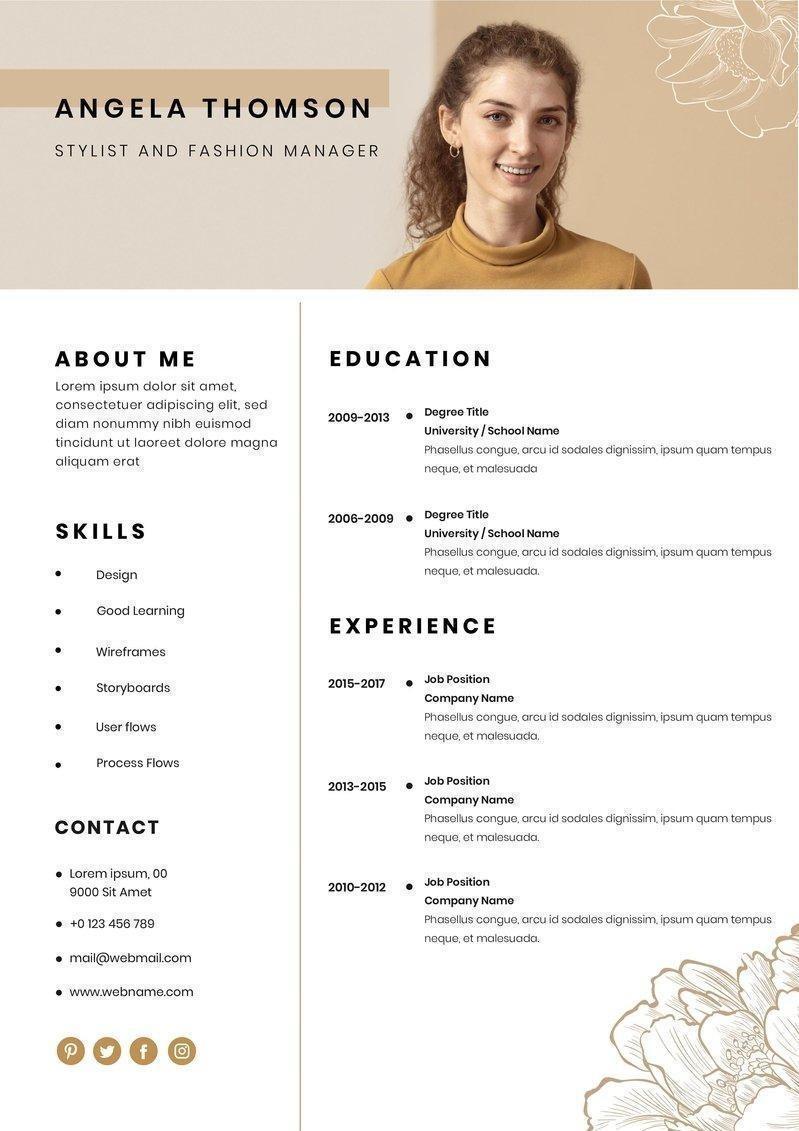 ANGELA THOMSON
STYLIST AND FASHION MANAGER
ABOUT ME
Lorem ipsum dolor sit amet,
consectetuer adipiscing elit, sed
diam nonummy nibh euismod
tincidunt ut laoreet dolore magna
aliquam erat
SKILLS
Design
Good Learning
Wireframes
Storyboards
User flows
Process Flows
CONTACT
Lorem ipsum, 00
9000 Sit Amet
+0 123 456 789
mail@webmail.com
www.webname.com
EDUCATION
2009-2013
Degree Title
University / School Name
Phasellus congue, arcu id sodales dignissim, ipsum quam tempus
neque, et malesuada
2006-2009
Degree Title
University / School Name
Phasellus congue, arcu id sodales dignissim, ipsum quam tempus
neque, et malesuada.
EXPERIENCE
2015-2017
Job Position
Company Name
Phasellus congue, arcu id sodales dignissim, ipsum quam tempus
neque, et malesuada.
2013-2015
Job Position
Company Name
Phasellus congue, arcu id sodales dignissim, ipsum quam tempus
neque, et malesuada.
2010-2012
Job Position
Company Name
Phasellus congue, arcu id sodales dignissim, ipsum quam tempus
neque, et malesuada.